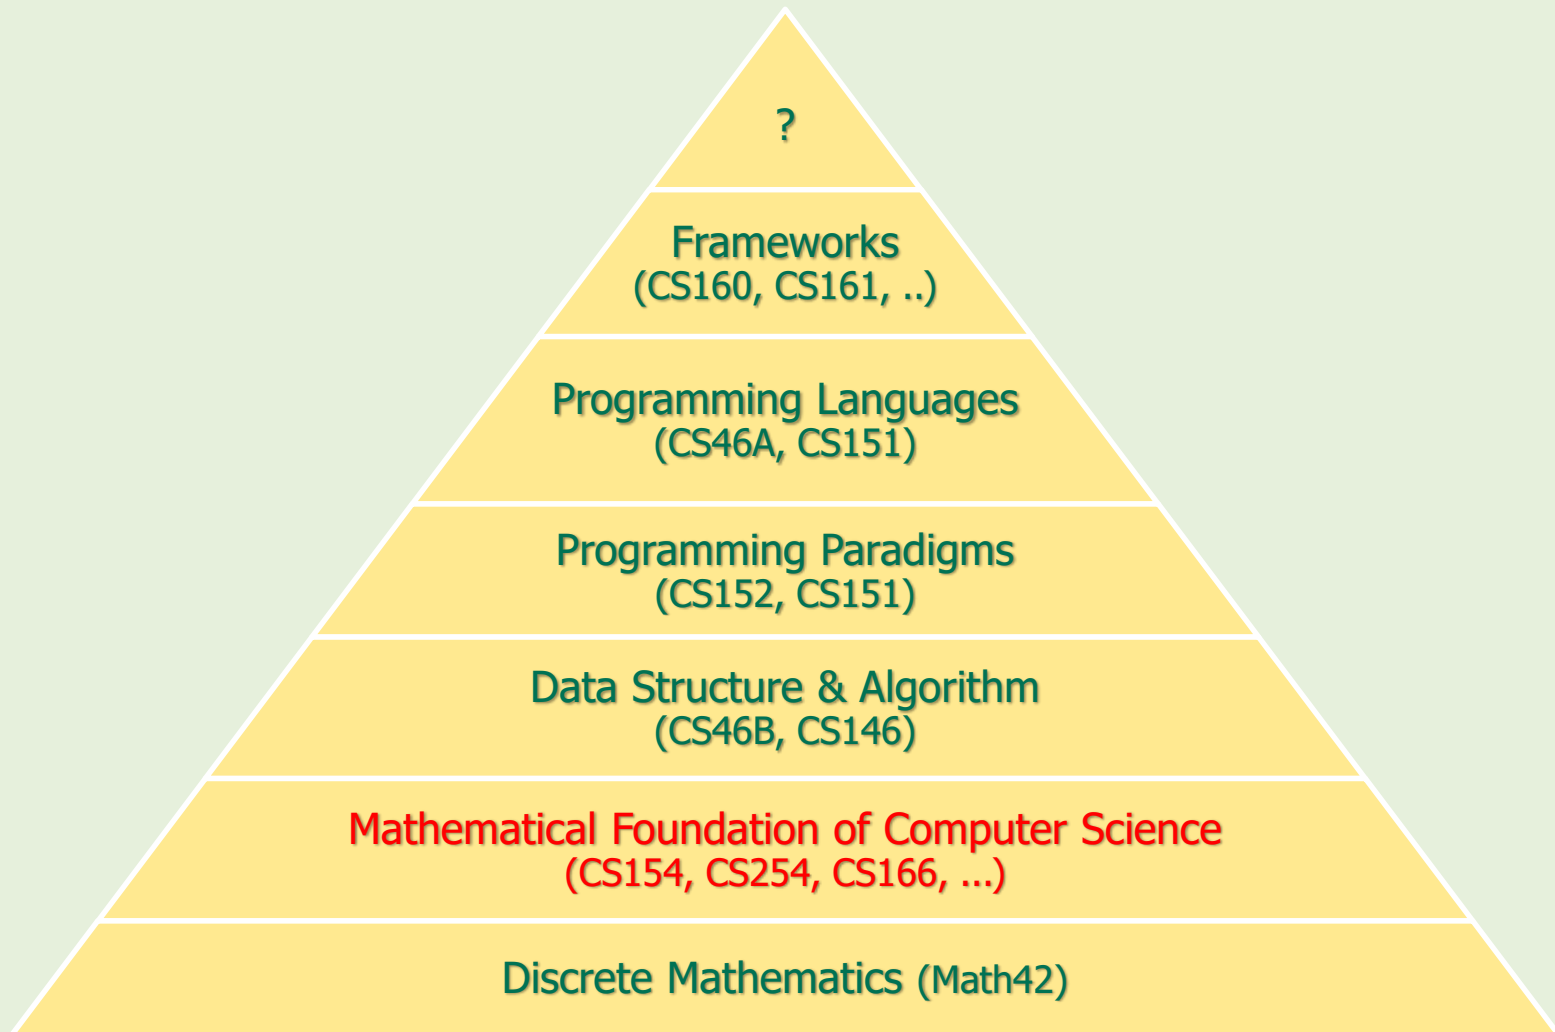 ?
Frameworks
(CS160, CS161, ..)
Programming Languages
(CS46A, CS151)
Programming Paradigms
(CS152, CS151)
Data Structure & Algorithm
(CS46B, CS146)
Mathematical Foundation of Computer Science
(CS154, CS254, CS166, ...)
Discrete Mathematics (Math42)